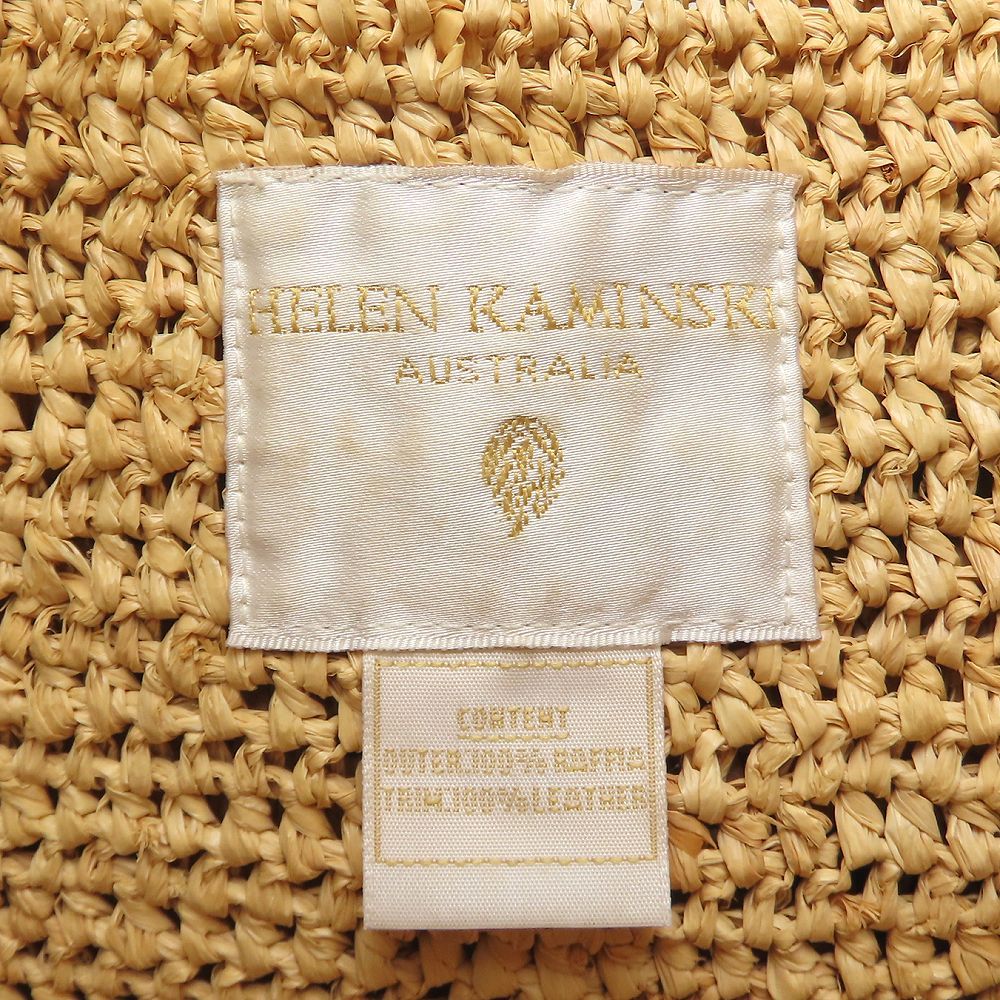 HELEN KAMINSKI
AUSTRALIA
CONTENT
OUTER.100% RAFFIA
TRIM.100% LEATHER